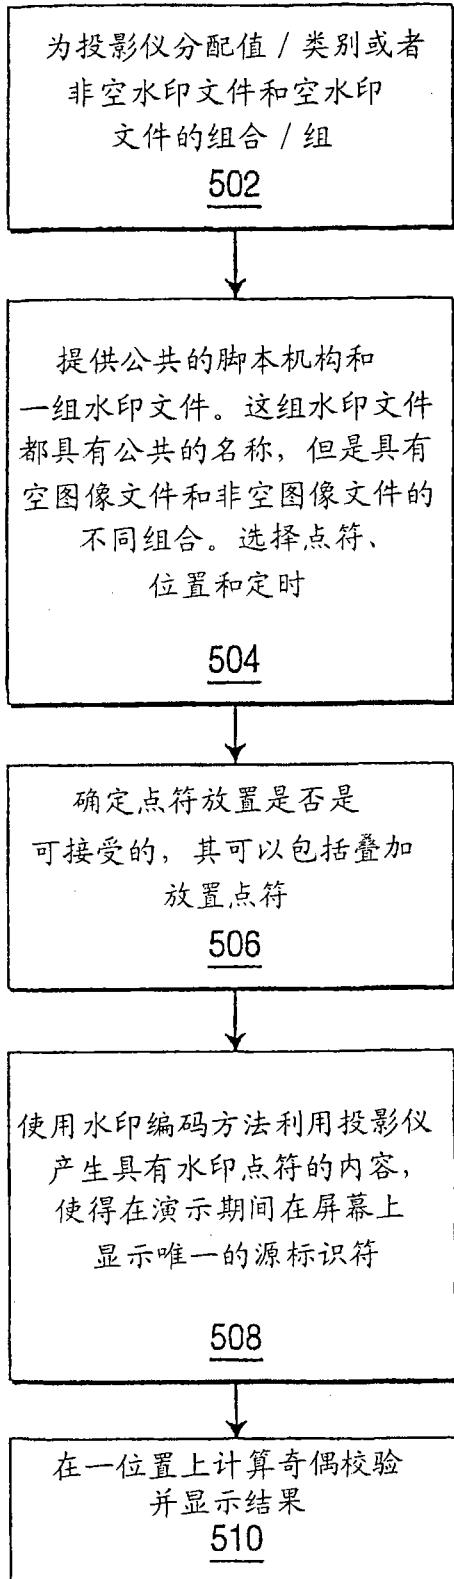 为投影仪分配值 / 类别或者
非空水印文件和空水印
文件的组合 / 组
502
提供公共的脚本机构和
一组水印文件。这组水印文件
都具有公共的名称，但是具有
空图像文件和非空图像文件的
不同组合。选择点符、
位置和定时
504
确定点符放置是否是
可接受的，其可以包括叠加
放置点符
506
使用水印编码方法利用投影仪
产生具有水印点符的内容，
使得在演示期间在屏幕上
显示唯一的源标识符
508
在一位置上计算奇偶校验
并显示结果
510